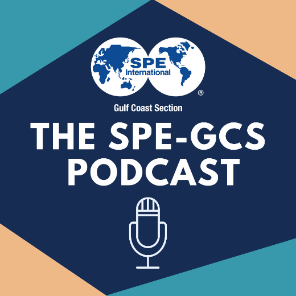 SPE
International
®
Gulf Coast Section
THE SPE-GCS
PODCAST